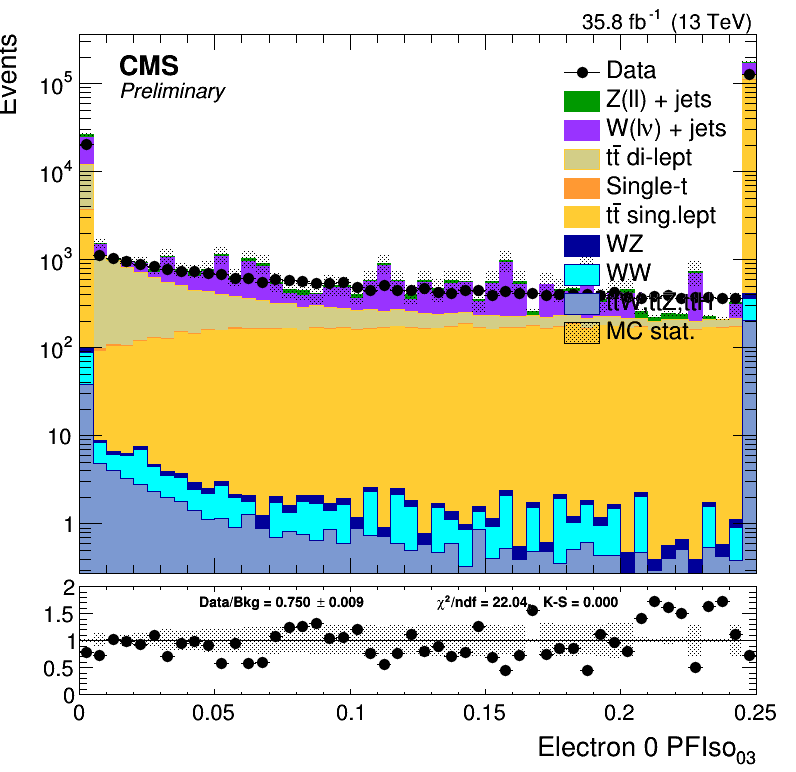 35.8 fb⁻¹ (13 TeV)
Events
CMS
Preliminary
Data
Z(ll) + jets
W(lν) + jets
tt̄ di-lept
Single-t
tt̄ sing.lept
WZ
WW
ttW,ttZ,ttH
MC stat.
10⁵
10⁴
10³
10²
10
1
Data/Bkg = 0.750 ± 0.009
χ²/ndf = 22.04, K-S = 0.000
2
1.5
1
0.5
0
0 0.05 0.1 0.15 0.2 0.25
Electron 0 PFIso₀₃